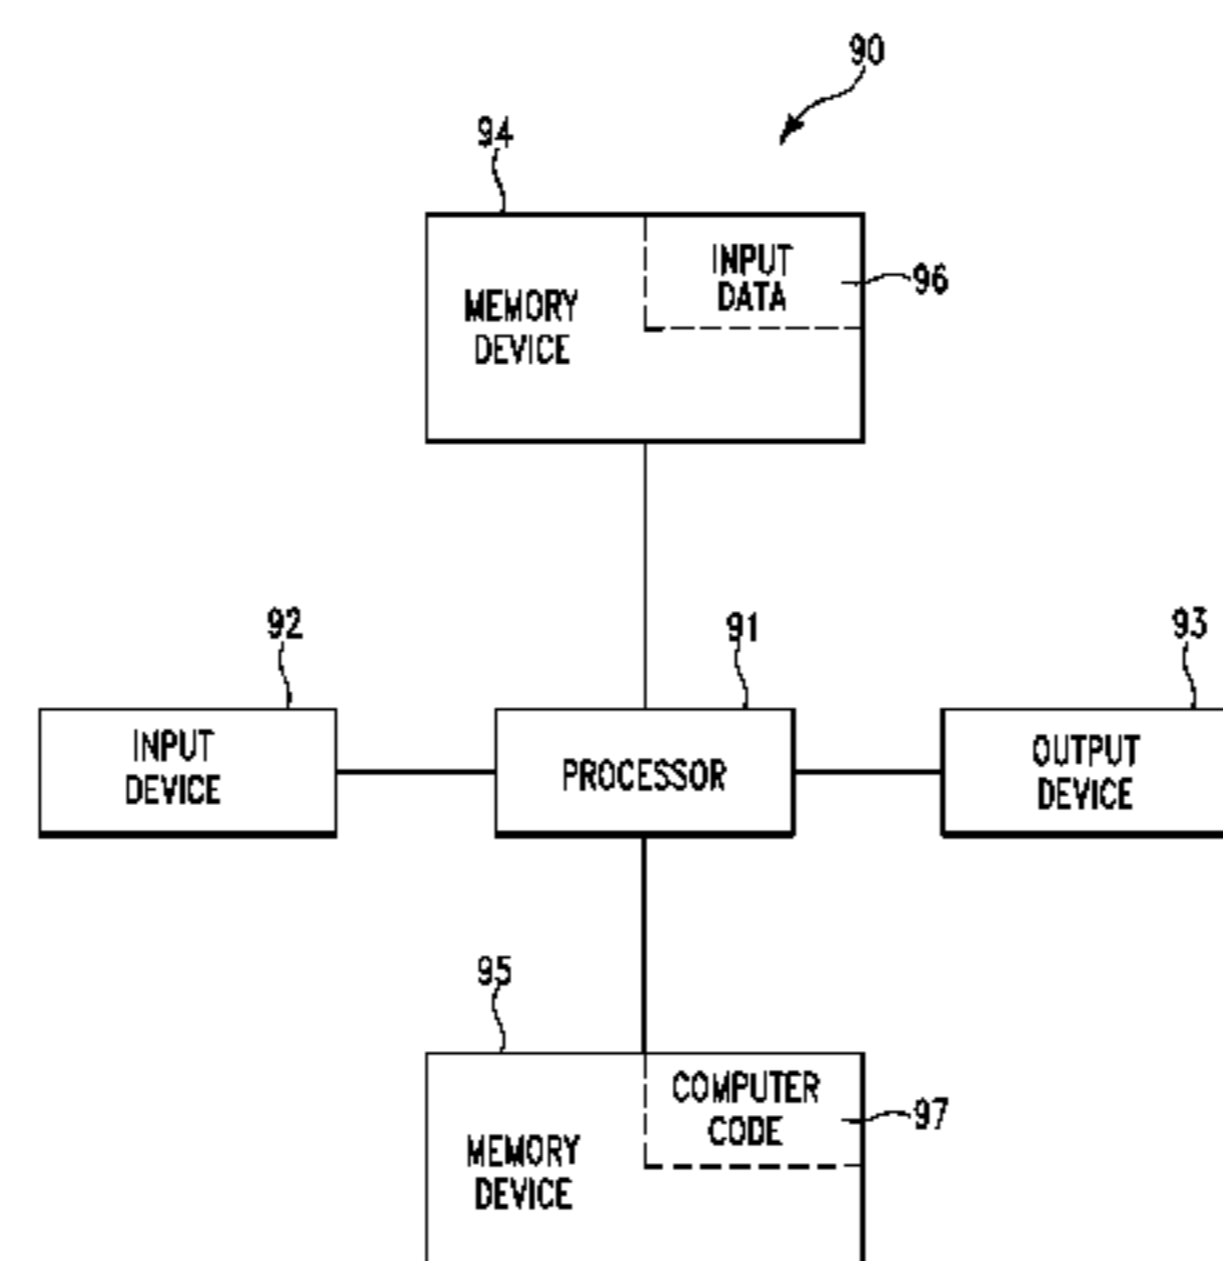 90
94
INPUT
DATA
96
MEMORY
DEVICE
92
91
93
INPUT
DEVICE
PROCESSOR
OUTPUT
DEVICE
95
COMPUTER
CODE
97
MEMORY
DEVICE